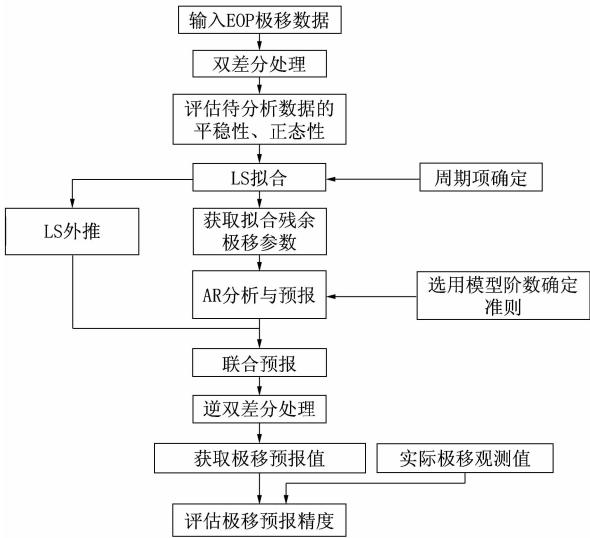 输入EOP极移数据
双差分处理
评估待分析数据的
平稳性、正态性
LS拟合
周期项确定
LS外推
获取拟合残余
极移参数
AR分析与预报
选用模型阶数确定
准则
联合预报
逆双差分处理
获取极移预报值
实际极移观测值
评估极移预报精度